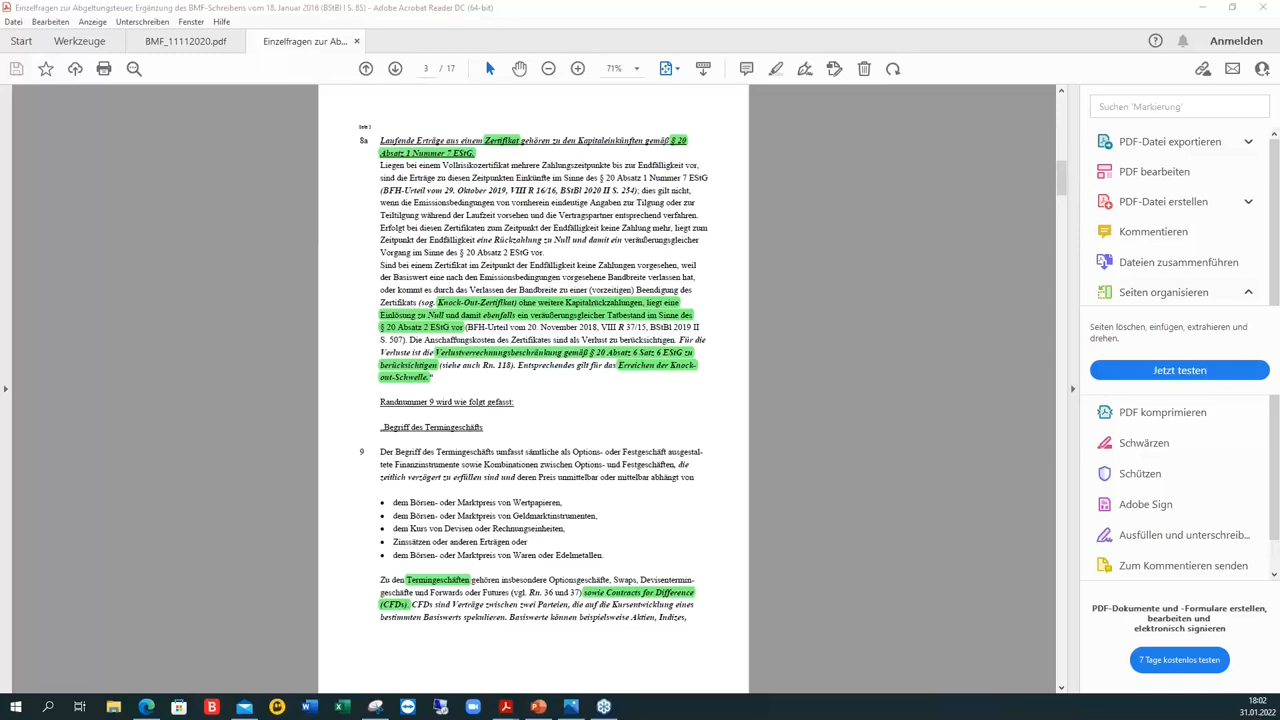 Einzelfragen zur Abgeltungsteuer; Ergänzung des BMF-Schreibens vom 18. Januar 2016 (BStBl I S. 85) - Adobe Acrobat Reader DC (64-bit)
Datei Bearbeiten Anzeige Unterschreiben Fenster Hilfe
Start Werkzeuge BMF_11112020.pdf Einzelfragen zur Ab... × Anmelden
3 / 17 71%
8a Laufende Erträge aus einem Zertifikat gehören zu den Kapitaleinkünften gemäß § 20
Absatz 1 Nummer 7 EStG.
Liegen bei einem Vollrisikozertifikat mehrere Zahlungszeitpunkte bis zur Endfälligkeit vor,
sind die Erträge zu diesen Zeitpunkten Einkünfte im Sinne des § 20 Absatz 1 Nummer 7 EStG
(BFH-Urteil vom 29. Oktober 2019, VIII R 16/16, BStBl 2020 II S. 254); dies gilt nicht,
wenn die Emissionsbedingungen von vornherein eindeutige Angaben zur Tilgung oder zur
Teiltilgung während der Laufzeit vorsehen und die Vertragspartner entsprechend verfahren.
Erfolgt bei diesen Zertifikaten zum Zeitpunkt der Endfälligkeit keine Zahlung mehr, liegt zum
Zeitpunkt der Endfälligkeit eine Rückzahlung zu Null und damit ein veräußerungsgleicher
Vorgang im Sinne des § 20 Absatz 2 EStG vor.
Sind bei einem Zertifikat im Zeitpunkt der Endfälligkeit keine Zahlungen vorgesehen, weil
der Basiswert eine nach den Emissionsbedingungen vorgesehene Bandbreite verlassen hat,
oder kommt es durch das Verlassen der Bandbreite zu einer (vorzeitigen) Beendigung des
Zertifikats (sog. Knock-Out-Zertifikat) ohne weitere Kapitalrückzahlungen, liegt eine
Einlösung zu Null und damit ebenfalls ein veräußerungsgleicher Tatbestand im Sinne des
§ 20 Absatz 2 EStG vor (BFH-Urteil vom 20. November 2018, VIII R 37/15, BStBl 2019 II
S. 507). Die Anschaffungskosten des Zertifikates sind als Verlust zu berücksichtigen. Für die
Verluste ist die Verlustverrechnungsbeschränkung gemäß § 20 Absatz 6 Satz 6 EStG zu
berücksichtigen (siehe auch Rn. 118). Entsprechendes gilt für das Erreichen der Knock-
out-Schwelle."
Randnummer 9 wird wie folgt gefasst:
„Begriff des Termingeschäfts
9 Der Begriff des Termingeschäfts umfasst sämtliche als Options- oder Festgeschäft ausgestal-
tete Finanzinstrumente sowie Kombinationen zwischen Options- und Festgeschäften, die
zeitlich verzögert zu erfüllen sind und deren Preis unmittelbar oder mittelbar abhängt von
• dem Börsen- oder Marktpreis von Wertpapieren,
• dem Börsen- oder Marktpreis von Geldmarktinstrumenten,
• dem Kurs von Devisen oder Rechnungseinheiten,
• Zinssätzen oder anderen Erträgen oder
• dem Börsen- oder Marktpreis von Waren oder Edelmetallen.
Zu den Termingeschäften gehören insbesondere Optionsgeschäfte, Swaps, Devisentermin-
geschäfte und Forwards oder Futures (vgl. Rn. 36 und 37) sowie Contracts for Difference
(CFDs). CFDs sind Verträge zwischen zwei Parteien, die auf die Kursentwicklung eines
bestimmten Basiswerts spekulieren. Basiswerte können beispielsweise Aktien, Indizes,
Suchen 'Markierung'
PDF-Datei exportieren
PDF bearbeiten
PDF-Datei erstellen
Kommentieren
Dateien zusammenführen
Seiten organisieren
Seiten löschen, einfügen, extrahieren und
drehen.
Jetzt testen
PDF komprimieren
Schwärzen
Schützen
Adobe Sign
Ausfüllen und unterschreib...
Zum Kommentieren senden
PDF-Dokumente und -Formulare erstellen,
bearbeiten und
elektronisch signieren
7 Tage kostenlos testen
18:02
31.01.2022